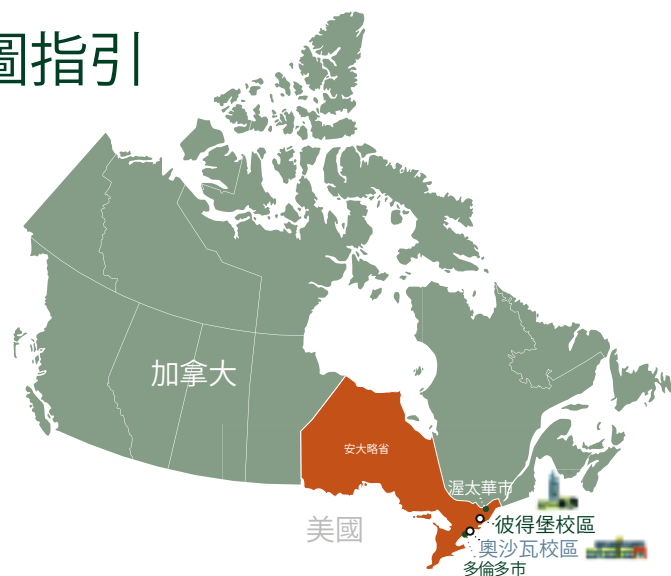 圖指引
加拿大
安大略省
渥太華市
美國
彼得堡校區
奧沙瓦校區
多倫多市